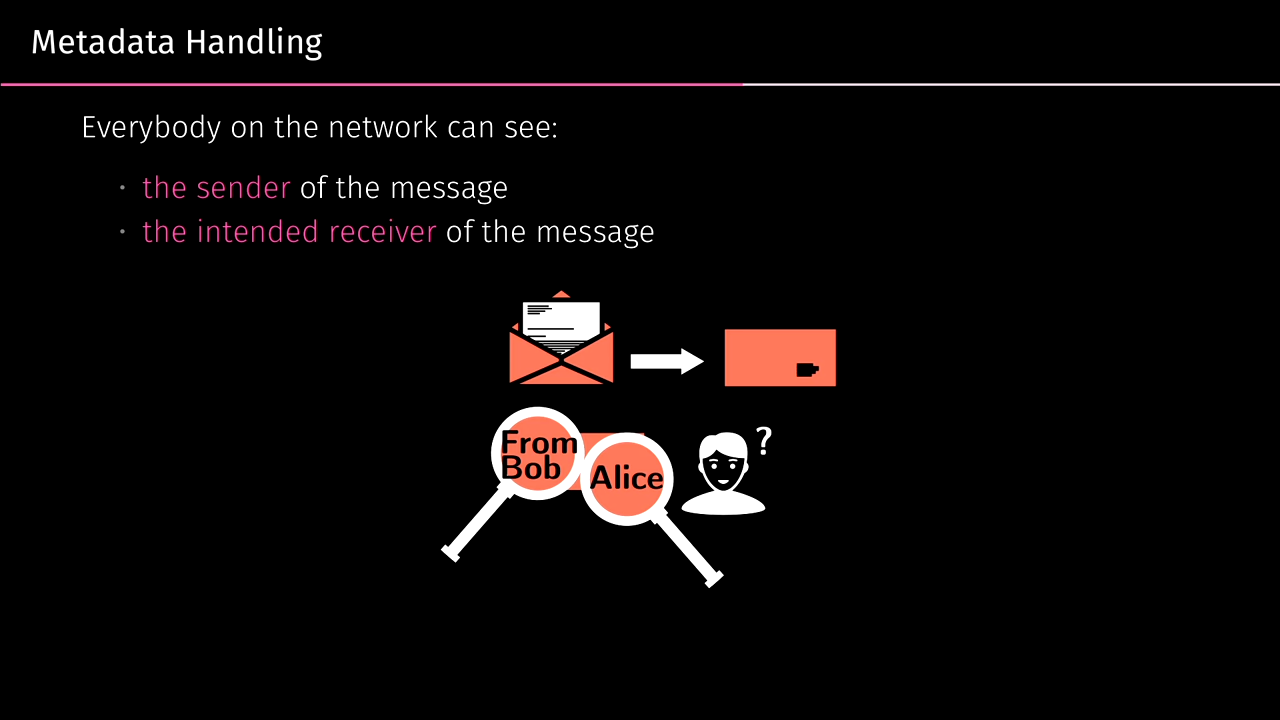 Metadata Handling
Everybody on the network can see:
• the sender of the message
• the intended receiver of the message
From
Bob
Alice
?